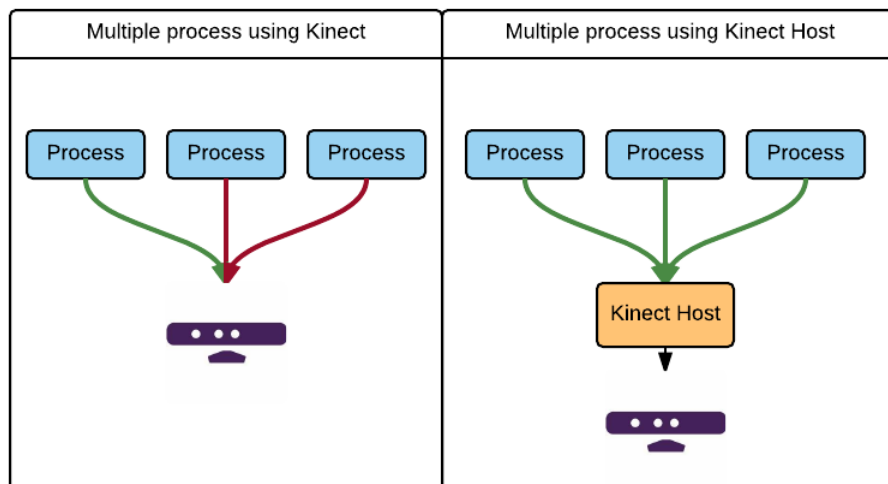 Multiple process using Kinect
Multiple process using Kinect Host
Process
Process
Process
Process
Process
Process
Kinect Host